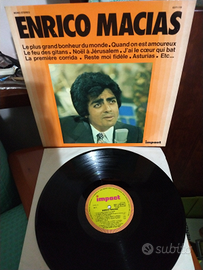 ENRICO MACIAS
Le plus grand bonheur du monde • Quand on est amoureux
Le feu des gitans • Noël à Jérusalem • J'ai le cœur qui bat
La première corrida • Reste moi fidèle • Asturias • Etc...
impact
impact
subito